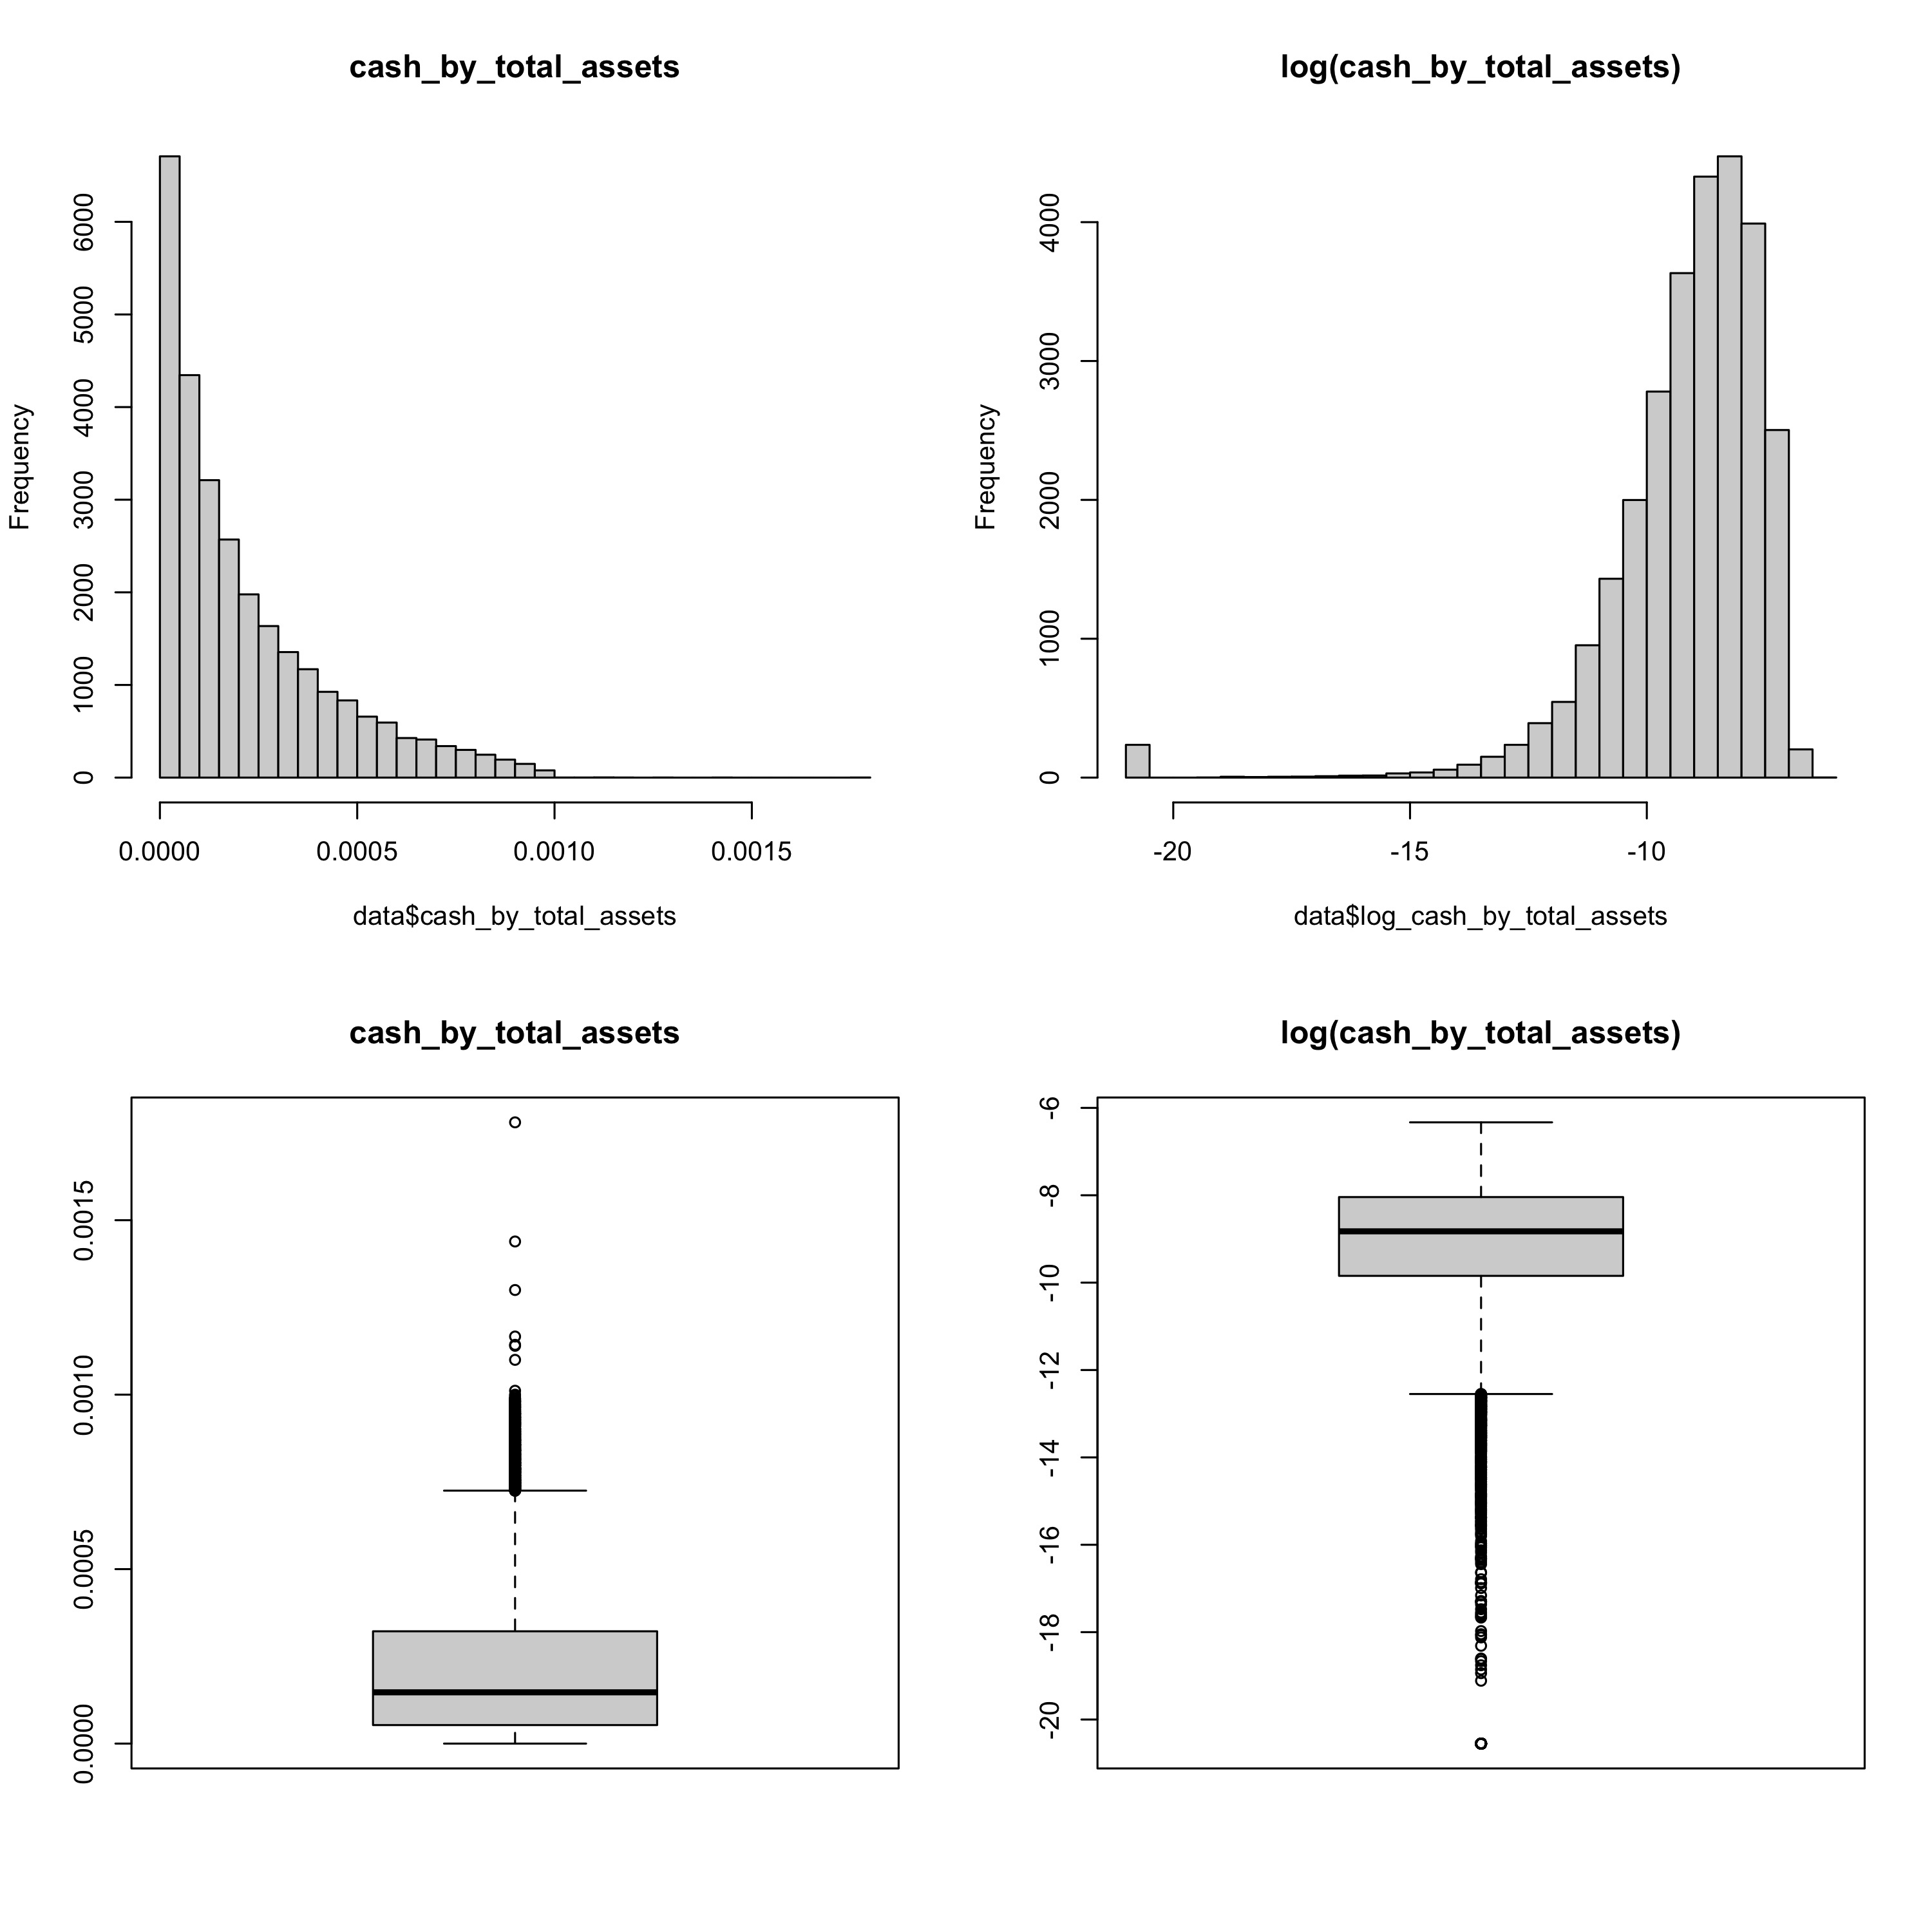 cash_by_total_assets
Frequency
6000
5000
4000
3000
2000
1000
0
0.0000 0.0005 0.0010 0.0015
data$cash_by_total_assets
log(cash_by_total_assets)
Frequency
4000
3000
2000
1000
0
-20 -15 -10
data$log_cash_by_total_assets
cash_by_total_assets
0.0015
0.0010
0.0005
0.0000
log(cash_by_total_assets)
-6
-8
-10
-12
-14
-16
-18
-20